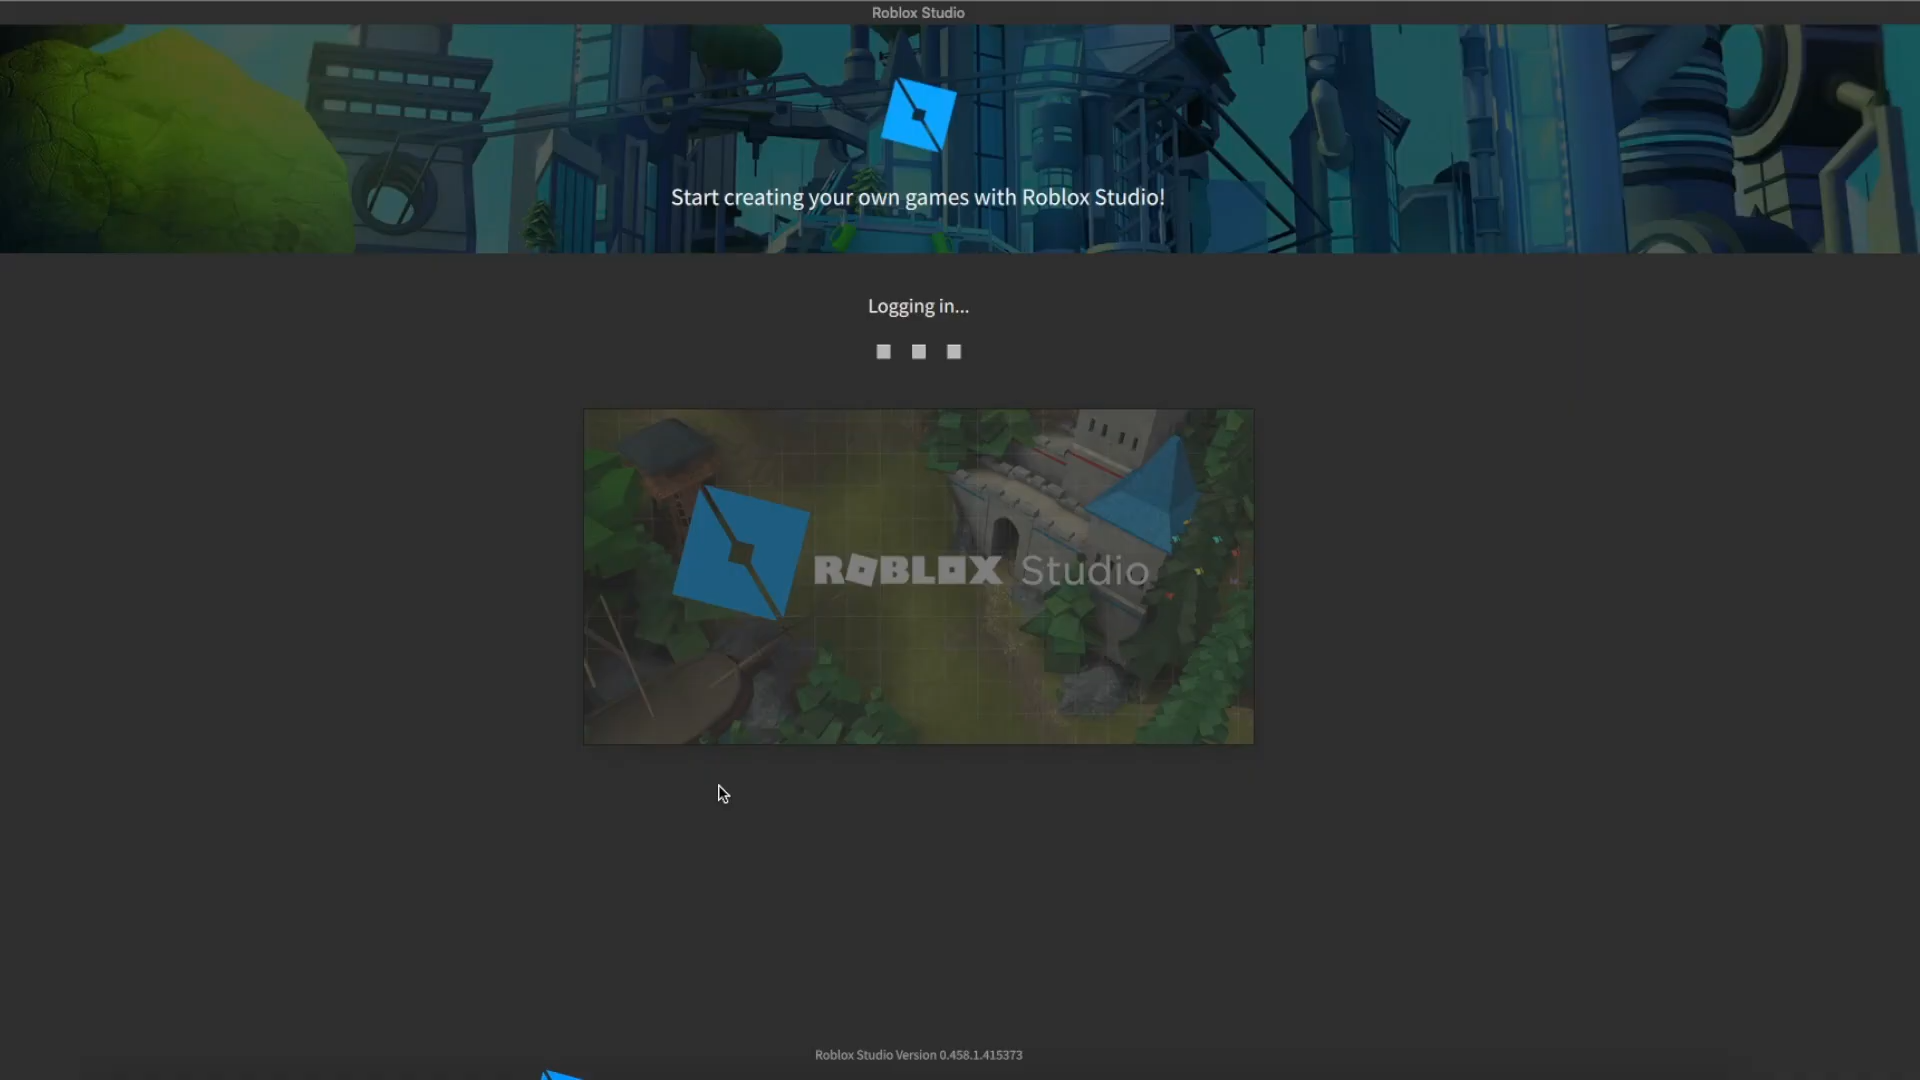 Roblox Studio
Start creating your own games with Roblox Studio!
Logging in...
ROBLOX Studio
Roblox Studio Version 0.458.1.415373